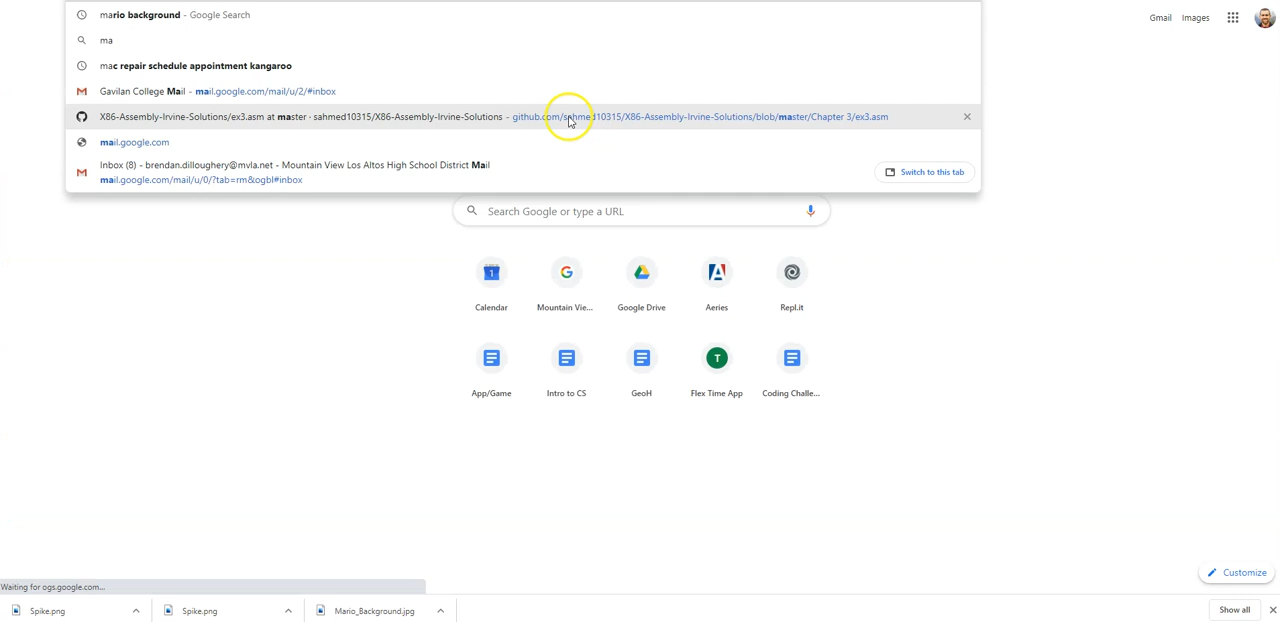 mario background - Google Search
Gmail Images
ma
mac repair schedule appointment kangaroo
Gavilan College Mail - mail.google.com/mail/u/2/#inbox
X86-Assembly-Irvine-Solutions/ex3.asm at master · sahmed10315/X86-Assembly-Irvine-Solutions - github.com/sahmed10315/X86-Assembly-Irvine-Solutions/blob/master/Chapter 3/ex3.asm
mail.google.com
Inbox (8) - brendan.dilloughery@mvla.net - Mountain View Los Altos High School District Mail
mail.google.com/mail/u/0/?tab=rm&ogbl#inbox
Switch to this tab
Search Google or type a URL
Calendar
Mountain Vie...
Google Drive
Aeries
Repl.it
T
App/Game
Intro to CS
GeoH
Flex Time App
Coding Challe...
Customize
Waiting for ogs.google.com...
Spike.png
Spike.png
Mario_Background.jpg
Show all